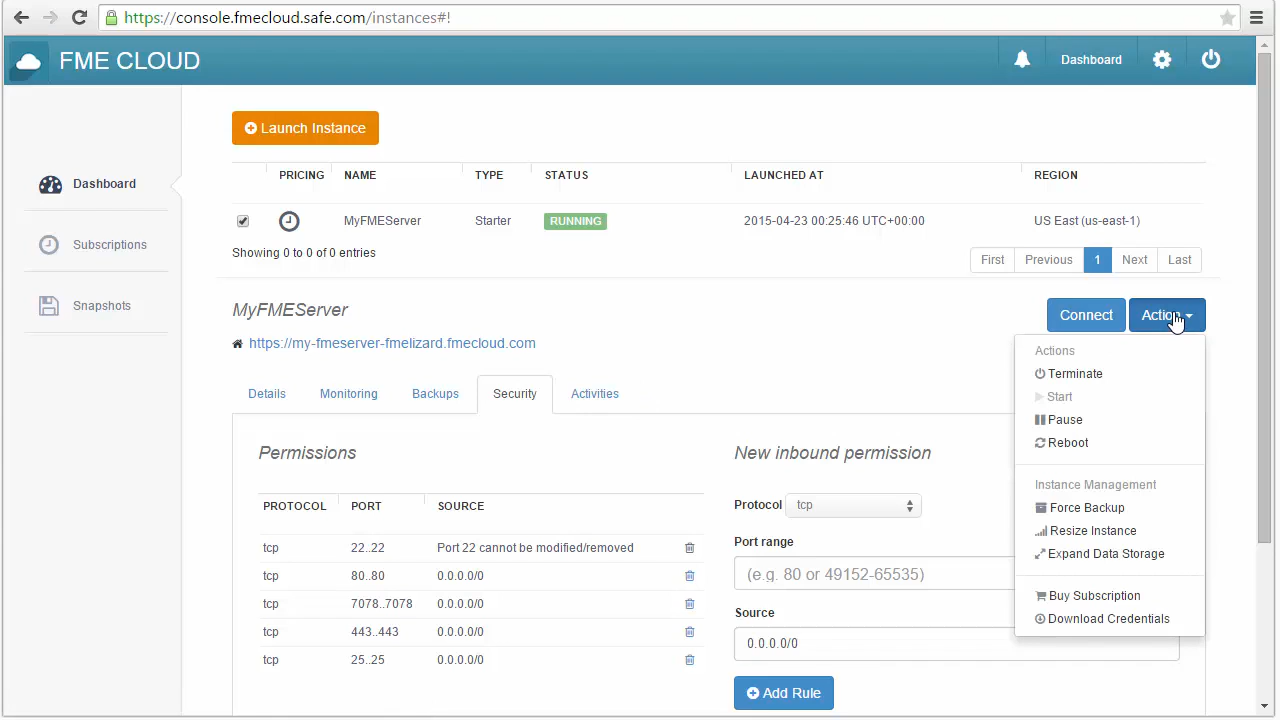 https://console.fmecloud.safe.com/instances#!
FME CLOUD
Dashboard
Launch Instance
PRICING NAME TYPE STATUS LAUNCHED AT REGION
Dashboard
MyFMEServer Starter RUNNING 2015-04-23 00:25:46 UTC+00:00 US East (us-east-1)
Subscriptions
Showing 0 to 0 of 0 entries
First Previous 1 Next Last
Snapshots
MyFMEServer
Connect
https://my-fmeserver-fmelizard.fmecloud.com
Actions
Terminate
Start
Pause
Reboot
Instance Management
Force Backup
Resize Instance
Expand Data Storage
Buy Subscription
Download Credentials
Details Monitoring Backups Security Activities
Permissions
PROTOCOL PORT SOURCE
tcp 22..22 Port 22 cannot be modified/removed
tcp 80..80 0.0.0.0/0
tcp 7078..7078 0.0.0.0/0
tcp 443..443 0.0.0.0/0
tcp 25..25 0.0.0.0/0
New inbound permission
Protocol tcp
Port range
(e.g. 80 or 49152-65535)
Source
0.0.0.0/0
Add Rule